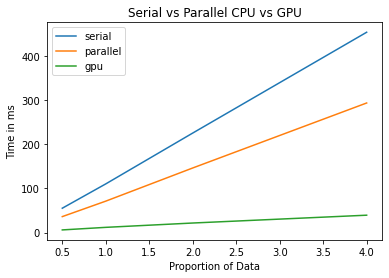 Serial vs Parallel CPU vs GPU
serial
parallel
gpu
400
300
200
100
0
Time in ms
0.5 1.0 1.5 2.0 2.5 3.0 3.5 4.0
Proportion of Data